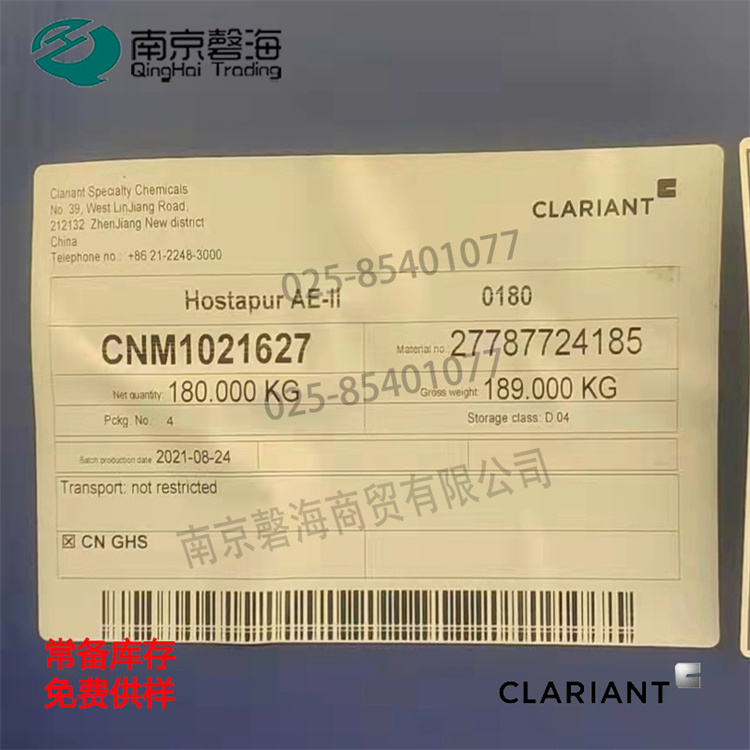 南京磬海
QingHai Trading
Clariant Specialty Chemicals
No. 39, West LinJiang Road,
212132 ZhenJiang New district
China
Telephone no.: +86 21-2248-3000
CLARIANT
025-85401077
Hostapur AE-II 0180
CNM1021627 Material no. 27787724185
Net quantity: 180.000 KG Gross weight: 189.000 KG
025-85401077
Pckg. No. 4 Storage class: D 04
Batch production date 2021-08-24
Transport: not restricted
南京磬海商贸有限公司
☒ CN GHS
常备库存
免费供样
CLARIANT